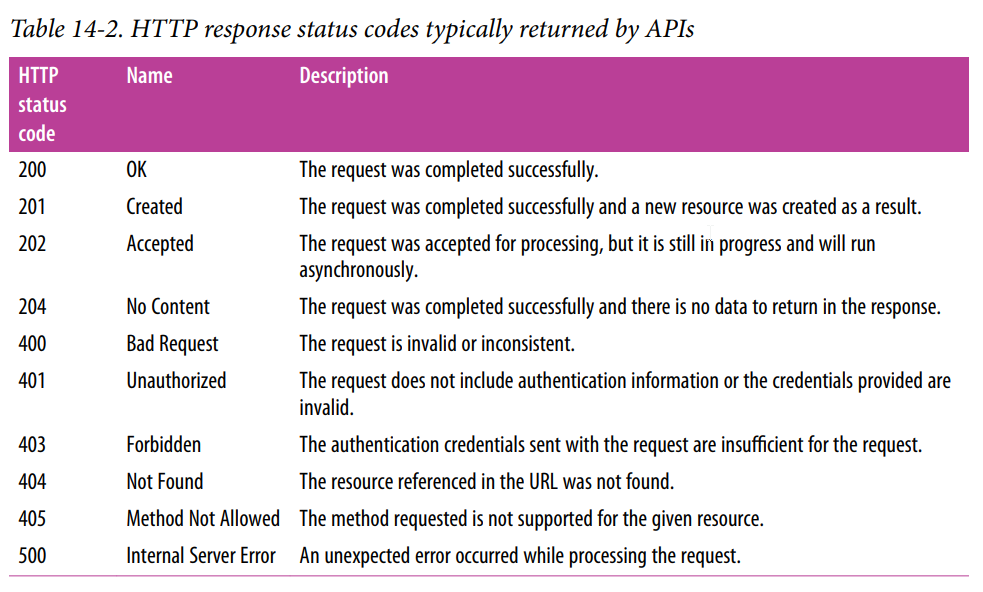 Table 14-2. HTTP response status codes typically returned by APIs
HTTP status code Name Description
200 OK The request was completed successfully.
201 Created The request was completed successfully and a new resource was created as a result.
202 Accepted The request was accepted for processing, but it is still in progress and will run
asynchronously.
204 No Content The request was completed successfully and there is no data to return in the response.
400 Bad Request The request is invalid or inconsistent.
401 Unauthorized The request does not include authentication information or the credentials provided are
invalid.
403 Forbidden The authentication credentials sent with the request are insufficient for the request.
404 Not Found The resource referenced in the URL was not found.
405 Method Not Allowed The method requested is not supported for the given resource.
500 Internal Server Error An unexpected error occurred while processing the request.